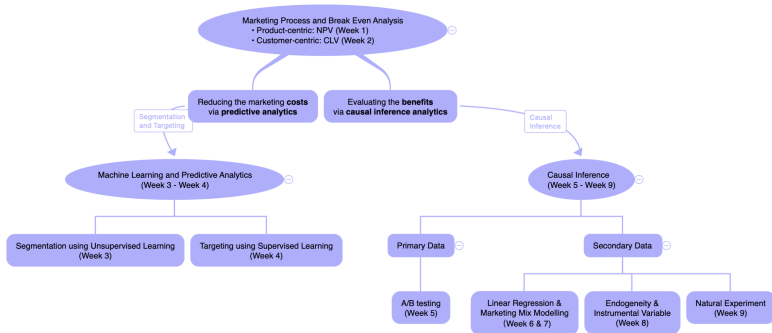 Marketing Process and Break Even Analysis
• Product-centric: NPV (Week 1)
• Customer-centric: CLV (Week 2)
Reducing the marketing costs
via predictive analytics
Evaluating the benefits
via causal inference analytics
Segmentation
and Targeting
Causal
Inference
Machine Learning and Predictive Analytics
(Week 3 - Week 4)
Causal Inference
(Week 5 - Week 9)
Segmentation using Unsupervised Learning
(Week 3)
Targeting using Supervised Learning
(Week 4)
Primary Data
Secondary Data
A/B testing
(Week 5)
Linear Regression &
Marketing Mix Modelling
(Week 6 & 7)
Endogeneity &
Instrumental Variable
(Week 8)
Natural Experiment
(Week 9)